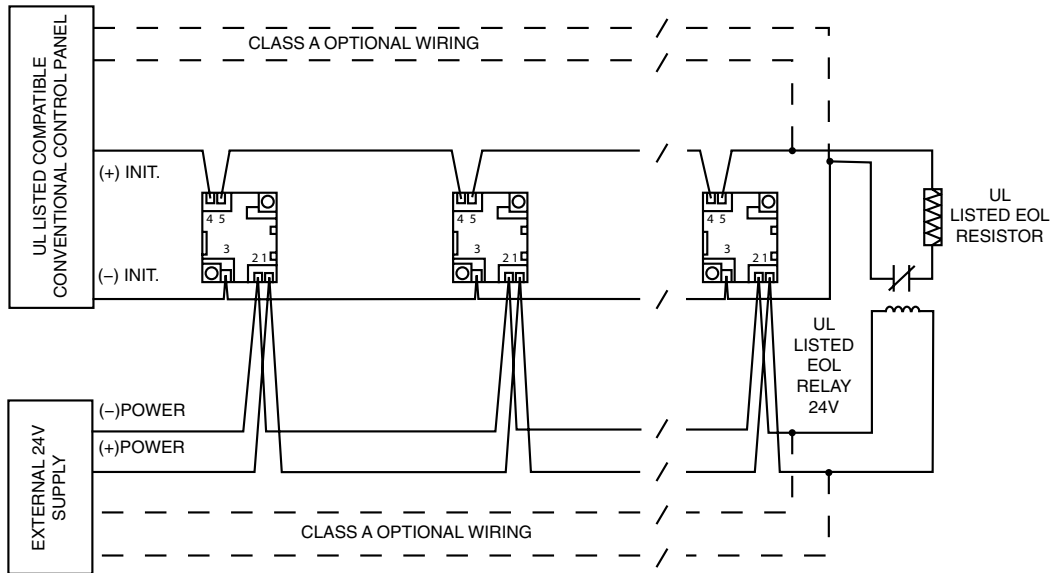 UL LISTED COMPATIBLE
CONVENTIONAL CONTROL PANEL
CLASS A OPTIONAL WIRING
(+) INIT.
(−) INIT.
4 5
3
2 1
4 5
3
2 1
4 5
3
2 1
UL
LISTED EOL
RESISTOR
UL
LISTED
EOL
RELAY
24V
EXTERNAL 24V
SUPPLY
(−)POWER
(+)POWER
CLASS A OPTIONAL WIRING